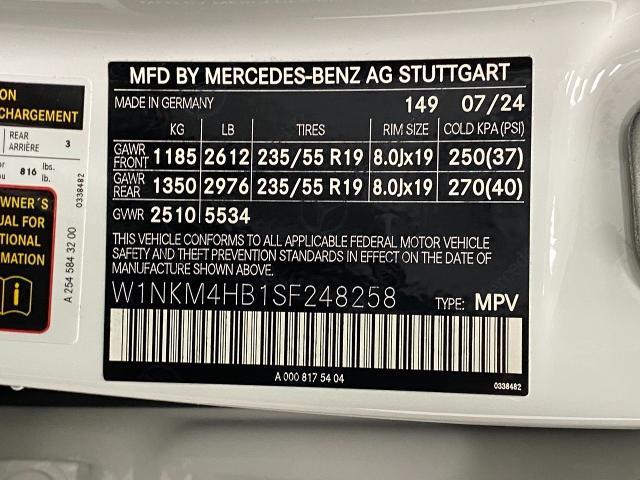 ON
CHARGEMENT
REAR
ARRIÈRE 3
or
ou 816 lbs.
lb.
0338482
OWNER´S
UAL FOR
TIONAL
ORMATION
A 254 584 32 00
MFD BY MERCEDES-BENZ AG STUTTGART
MADE IN GERMANY 149 07/24
KG LB TIRES RIM SIZE COLD KPA (PSI)
GAWR
FRONT 1185 2612 235/55 R19 8.0Jx19 250(37)
GAWR
REAR 1350 2976 235/55 R19 8.0Jx19 270(40)
GVWR 2510 5534
THIS VEHICLE CONFORMS TO ALL APPLICABLE FEDERAL MOTOR VEHICLE
SAFETY AND THEFT PREVENTION STANDARDS IN EFFECT ON THE DATE OF
MANUFACTURE SHOWN ABOVE.
W1NKM4HB1SF248258 TYPE: MPV
A 000 817 54 04
0338482